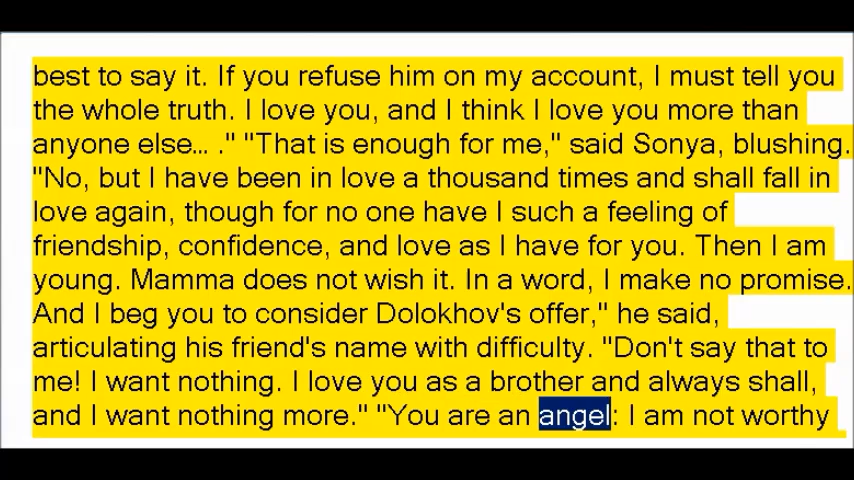 best to say it. If you refuse him on my account, I must tell you
the whole truth. I love you, and I think I love you more than
anyone else... ." "That is enough for me," said Sonya, blushing.
"No, but I have been in love a thousand times and shall fall in
love again, though for no one have I such a feeling of
friendship, confidence, and love as I have for you. Then I am
young. Mamma does not wish it. In a word, I make no promise.
And I beg you to consider Dolokhov's offer," he said,
articulating his friend's name with difficulty. "Don't say that to
me! I want nothing. I love you as a brother and always shall,
and I want nothing more." "You are an angel: I am not worthy